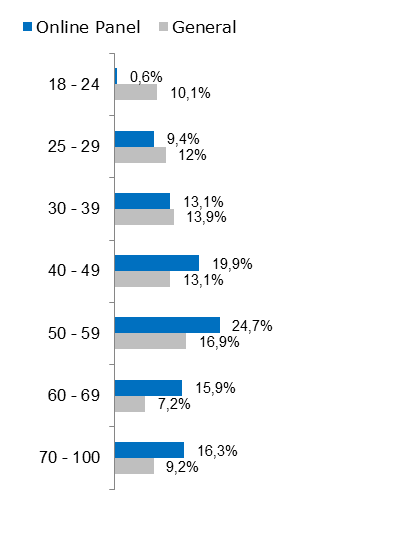 Online Panel General
18 - 24 0,6%
10,1%
25 - 29 9,4%
12%
30 - 39 13,1%
13,9%
40 - 49 19,9%
13,1%
50 - 59 24,7%
16,9%
60 - 69 15,9%
7,2%
70 - 100 16,3%
9,2%